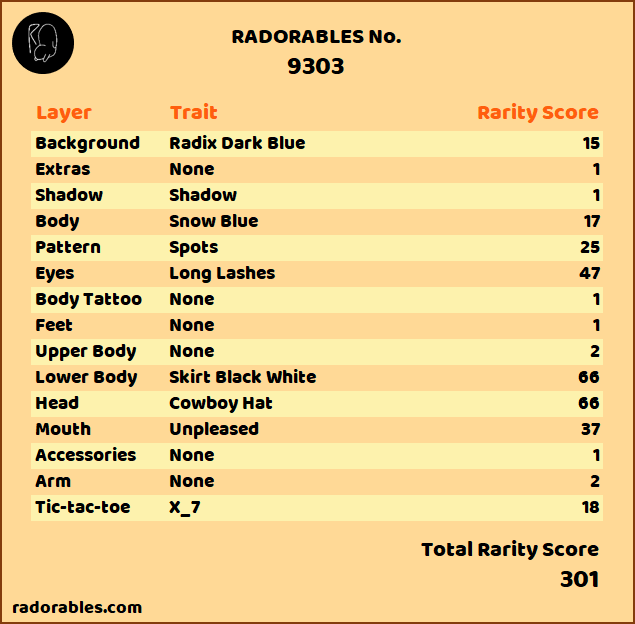 RADORABLES No.
9303
Layer Trait Rarity Score
Background Radix Dark Blue 15
Extras None 1
Shadow Shadow 1
Body Snow Blue 17
Pattern Spots 25
Eyes Long Lashes 47
Body Tattoo None 1
Feet None 1
Upper Body None 2
Lower Body Skirt Black White 66
Head Cowboy Hat 66
Mouth Unpleased 37
Accessories None 1
Arm None 2
Tic-tac-toe X_7 18
Total Rarity Score
301
radorables.com